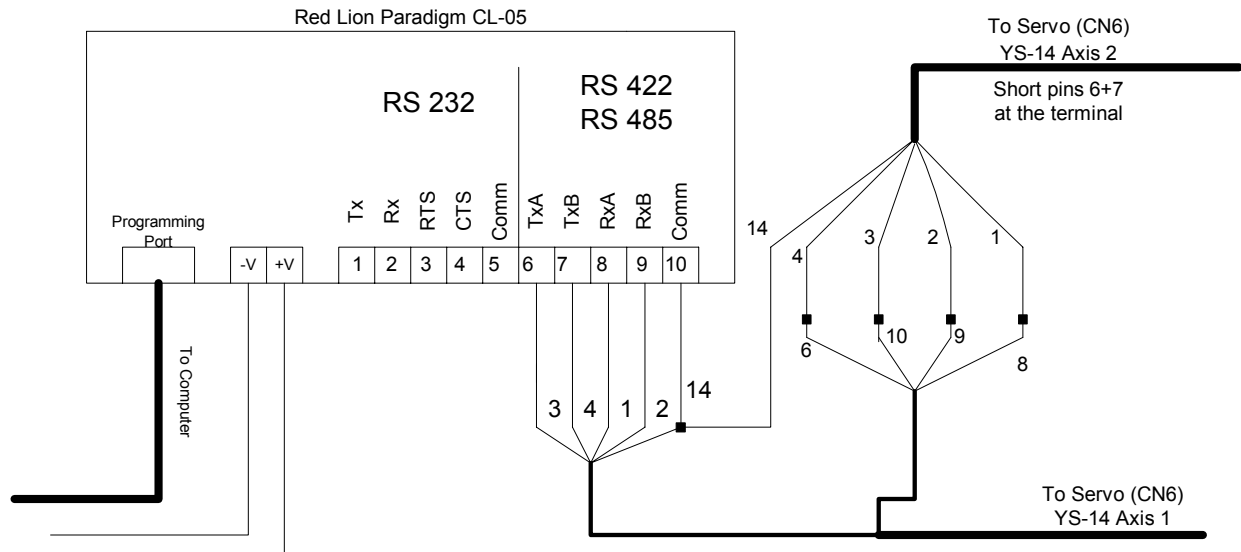 Red Lion Paradigm CL-05
To Servo (CN6)
YS-14 Axis 2
Short pins 6+7
at the terminal
RS 232
RS 422
RS 485
Programming
Port
-V +V
Tx Rx RTS CTS Comm TxA TxB RxA RxB Comm
1 2 3 4 5 6 7 8 9 10
To Computer
14 4 3 2 1
6 10 9 8
3 4 1 2 14
To Servo (CN6)
YS-14 Axis 1